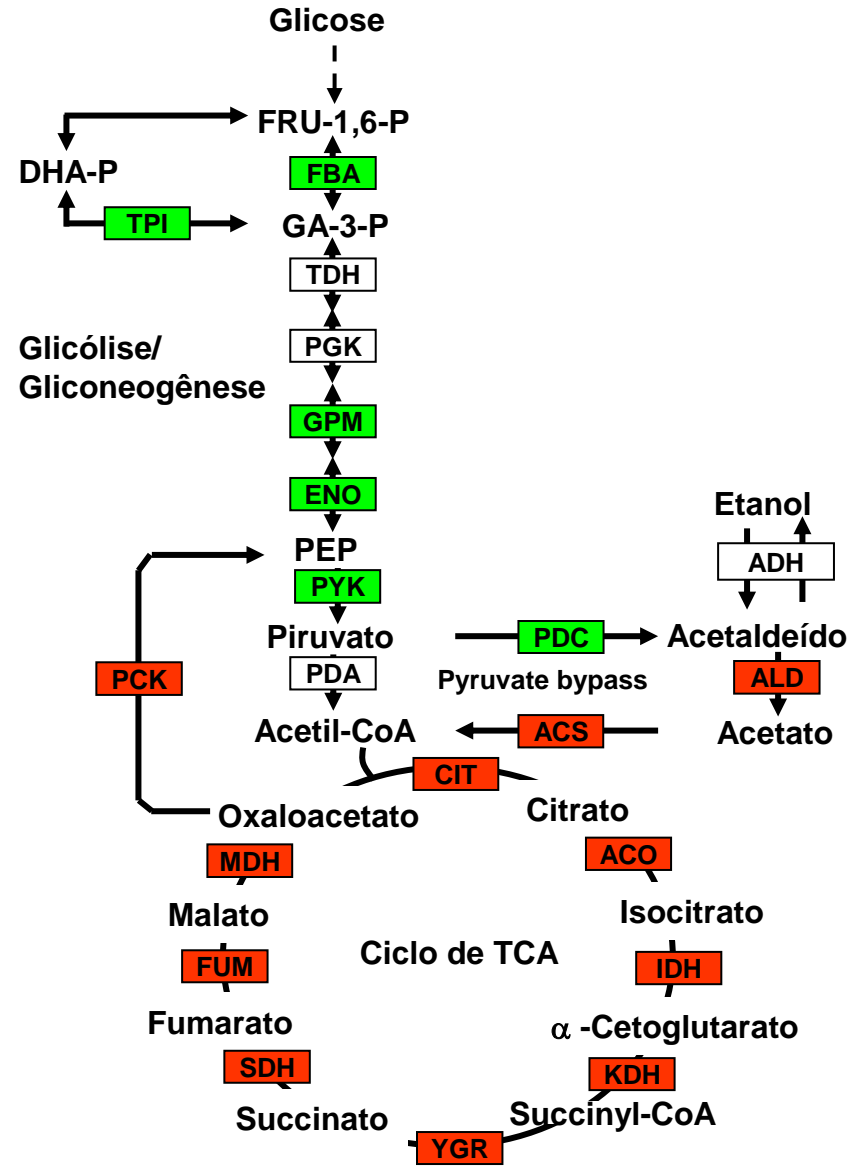 Glicose
FRU-1,6-P
DHA-P
FBA
TPI
GA-3-P
TDH
Glicólise/
Gliconeogênese
PGK
GPM
ENO
Etanol
PEP
ADH
PYK
Piruvato
PDC
Acetaldeído
PCK
PDA
Pyruvate bypass
ALD
Acetil-CoA
ACS
Acetato
CIT
Oxaloacetato
Citrato
MDH
ACO
Malato
Isocitrato
Ciclo de TCA
FUM
IDH
Fumarato
α -Cetoglutarato
SDH
KDH
Succinato
Succinyl-CoA
YGR